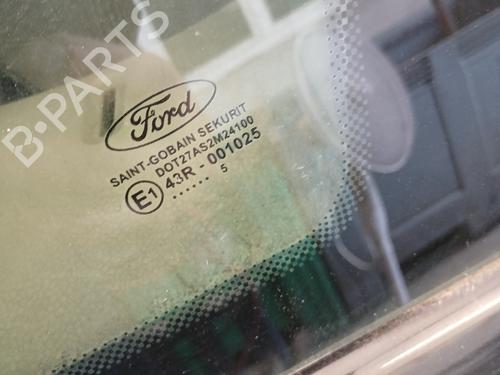 B-PARTS
Ford
SAINT-GOBAIN SEKURIT
DOT27AS2M24100
E1 43R - 001025
...... 5